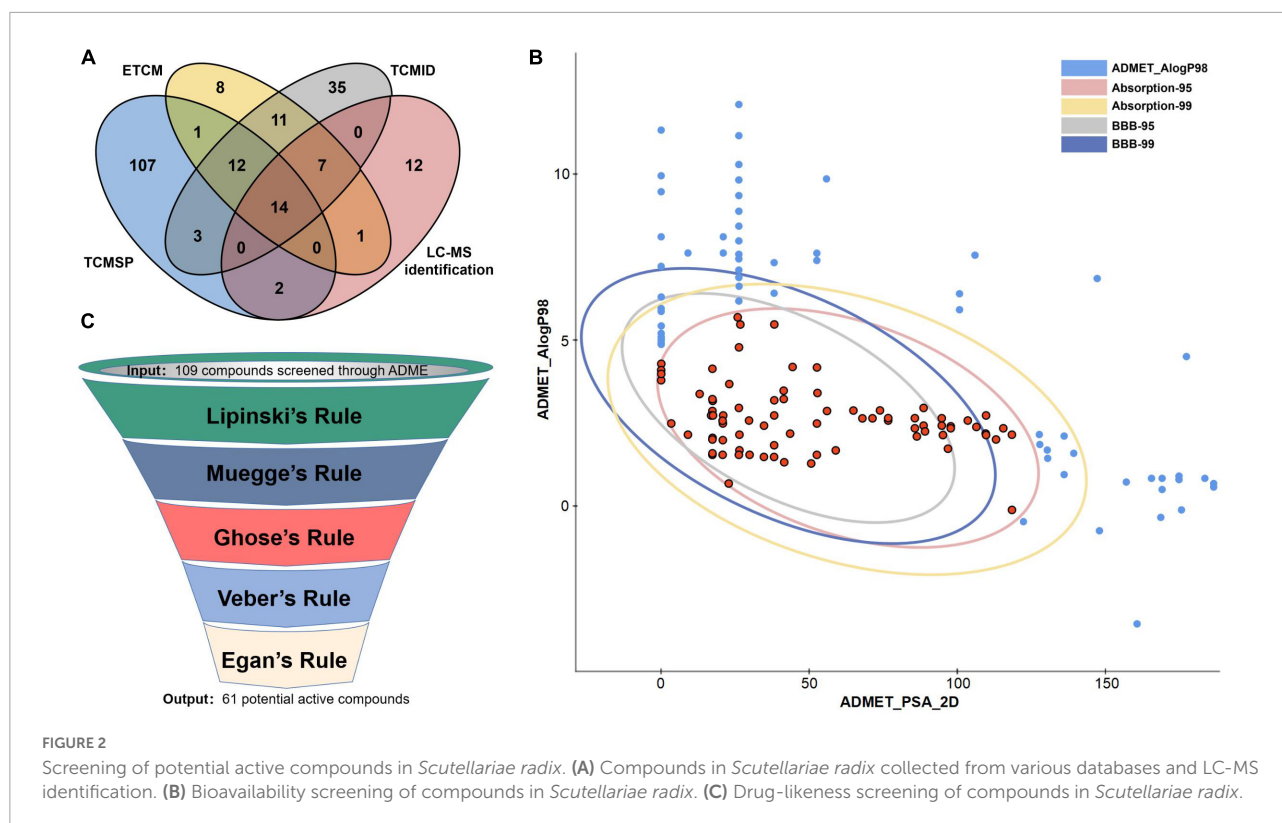 A
ETCM
TCMID
8
35
1
11
0
107
12
7
12
14
3
0
0
1
TCMSP
LC-MS
identification
2
B
ADMET_AlogP98
Absorption-95
Absorption-99
BBB-95
BBB-99
10
5
0
ADMET_AlogP98
0
50
100
150
ADMET_PSA_2D
C
Input: 109 compounds screened through ADME
Lipinski's Rule
Muegge's Rule
Ghose's Rule
Veber's Rule
Egan's Rule
Output: 61 potential active compounds
FIGURE 2
Screening of potential active compounds in Scutellariae radix. (A) Compounds in Scutellariae radix collected from various databases and LC-MS
identification. (B) Bioavailability screening of compounds in Scutellariae radix. (C) Drug-likeness screening of compounds in Scutellariae radix.